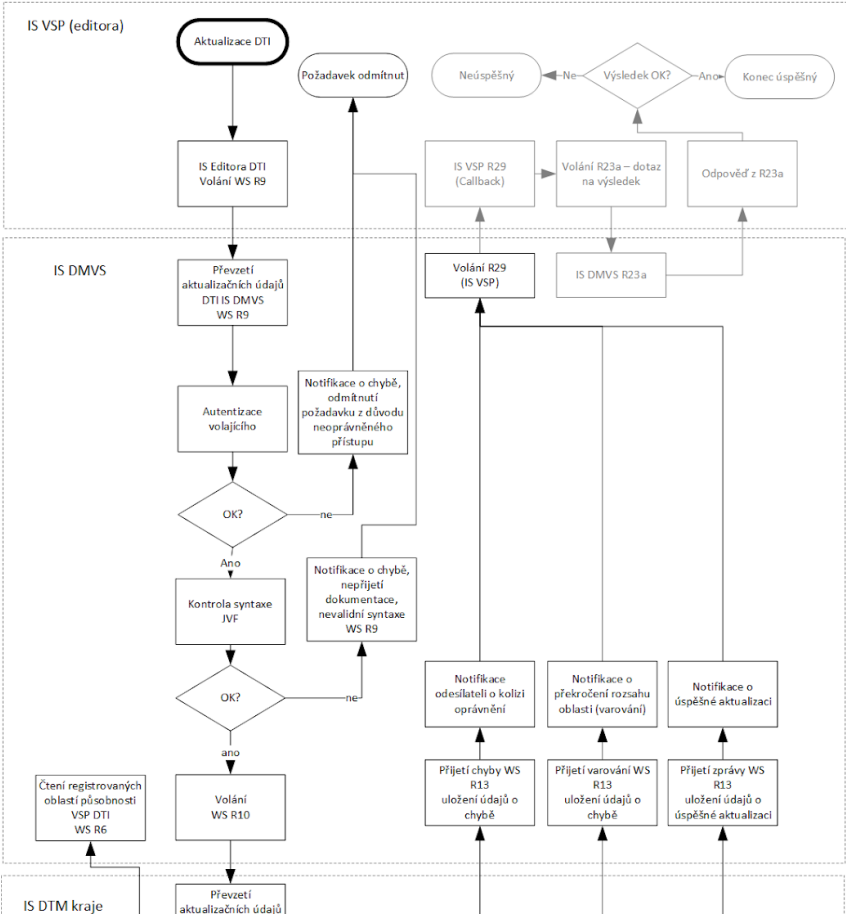 IS VSP (editora)
Aktualizace DTI
Požadavek odmítnut
Neúspěšný
Ne
Výsledek OK?
Ano
Konec úspěšný
IS Editora DTI
Volání WS R9
IS VSP R29
(Callback)
Volání R23a – dotaz
na výsledek
Odpověď z R23a
IS DMVS
Převzetí
aktualizačních údajů
DTI IS DMVS
WS R9
Volání R29
(IS VSP)
IS DMVS R23a
Autentizace
volajícího
Notifikace o chybě,
odmítnutí
požadavku z důvodu
neoprávněného
přístupu
OK?
ne
Ano
Kontrola syntaxe
JVF
Notifikace o chybě,
nepřijetí
dokumentace,
nevalidní syntaxe
WS R9
OK?
ne
ano
Notifikace
odesílateli o kolizi
oprávnění
Notifikace o
překročení rozsahu
oblasti (varování)
Notifikace o
úspěšné aktualizaci
Čtení registrovaných
oblastí působnosti
VSP DTI
WS R6
Volání
WS R10
Přijetí chyby WS
R13
uložení údajů o
chybě
Přijetí varování WS
R13
uložení údajů o
chybě
Přijetí zprávy WS
R13
uložení údajů o
úspěšné aktualizaci
IS DTM kraje
Převzetí
aktualizačních údajů